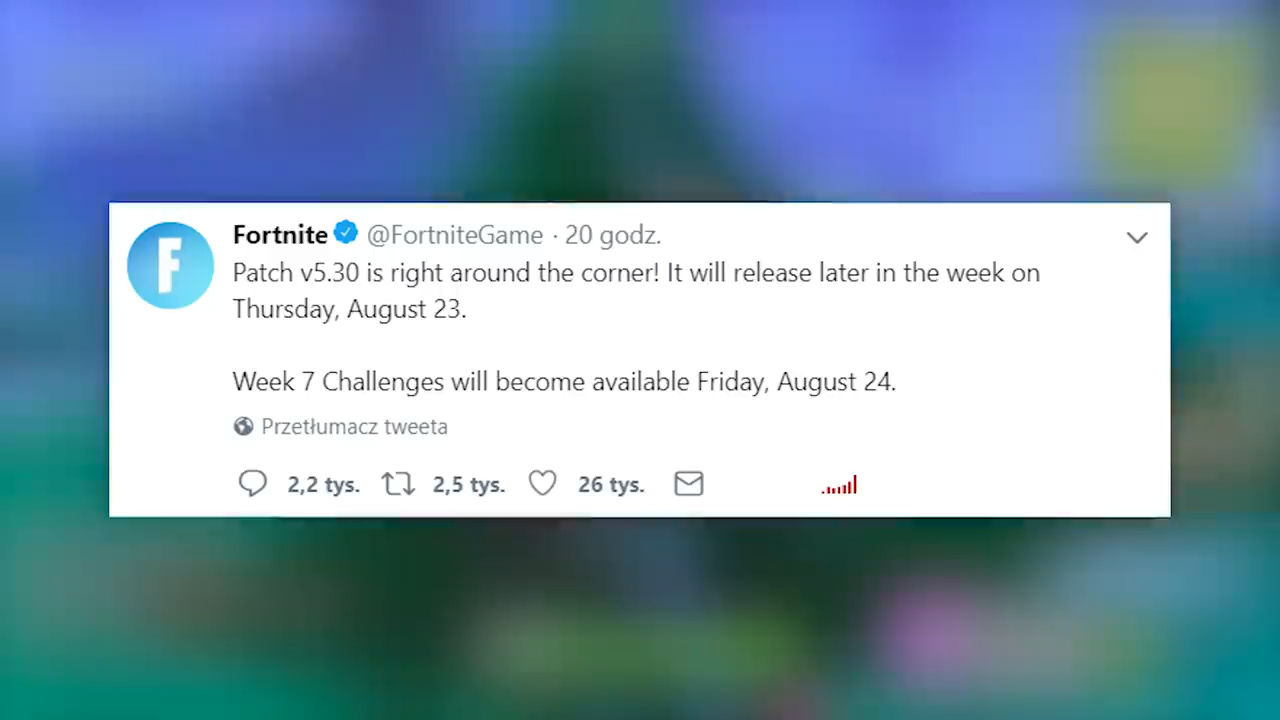 F
Fortnite @FortniteGame · 20 godz.
Patch v5.30 is right around the corner! It will release later in the week on
Thursday, August 23.
Week 7 Challenges will become available Friday, August 24.
Przetłumacz tweeta
2,2 tys. 2,5 tys. 26 tys.